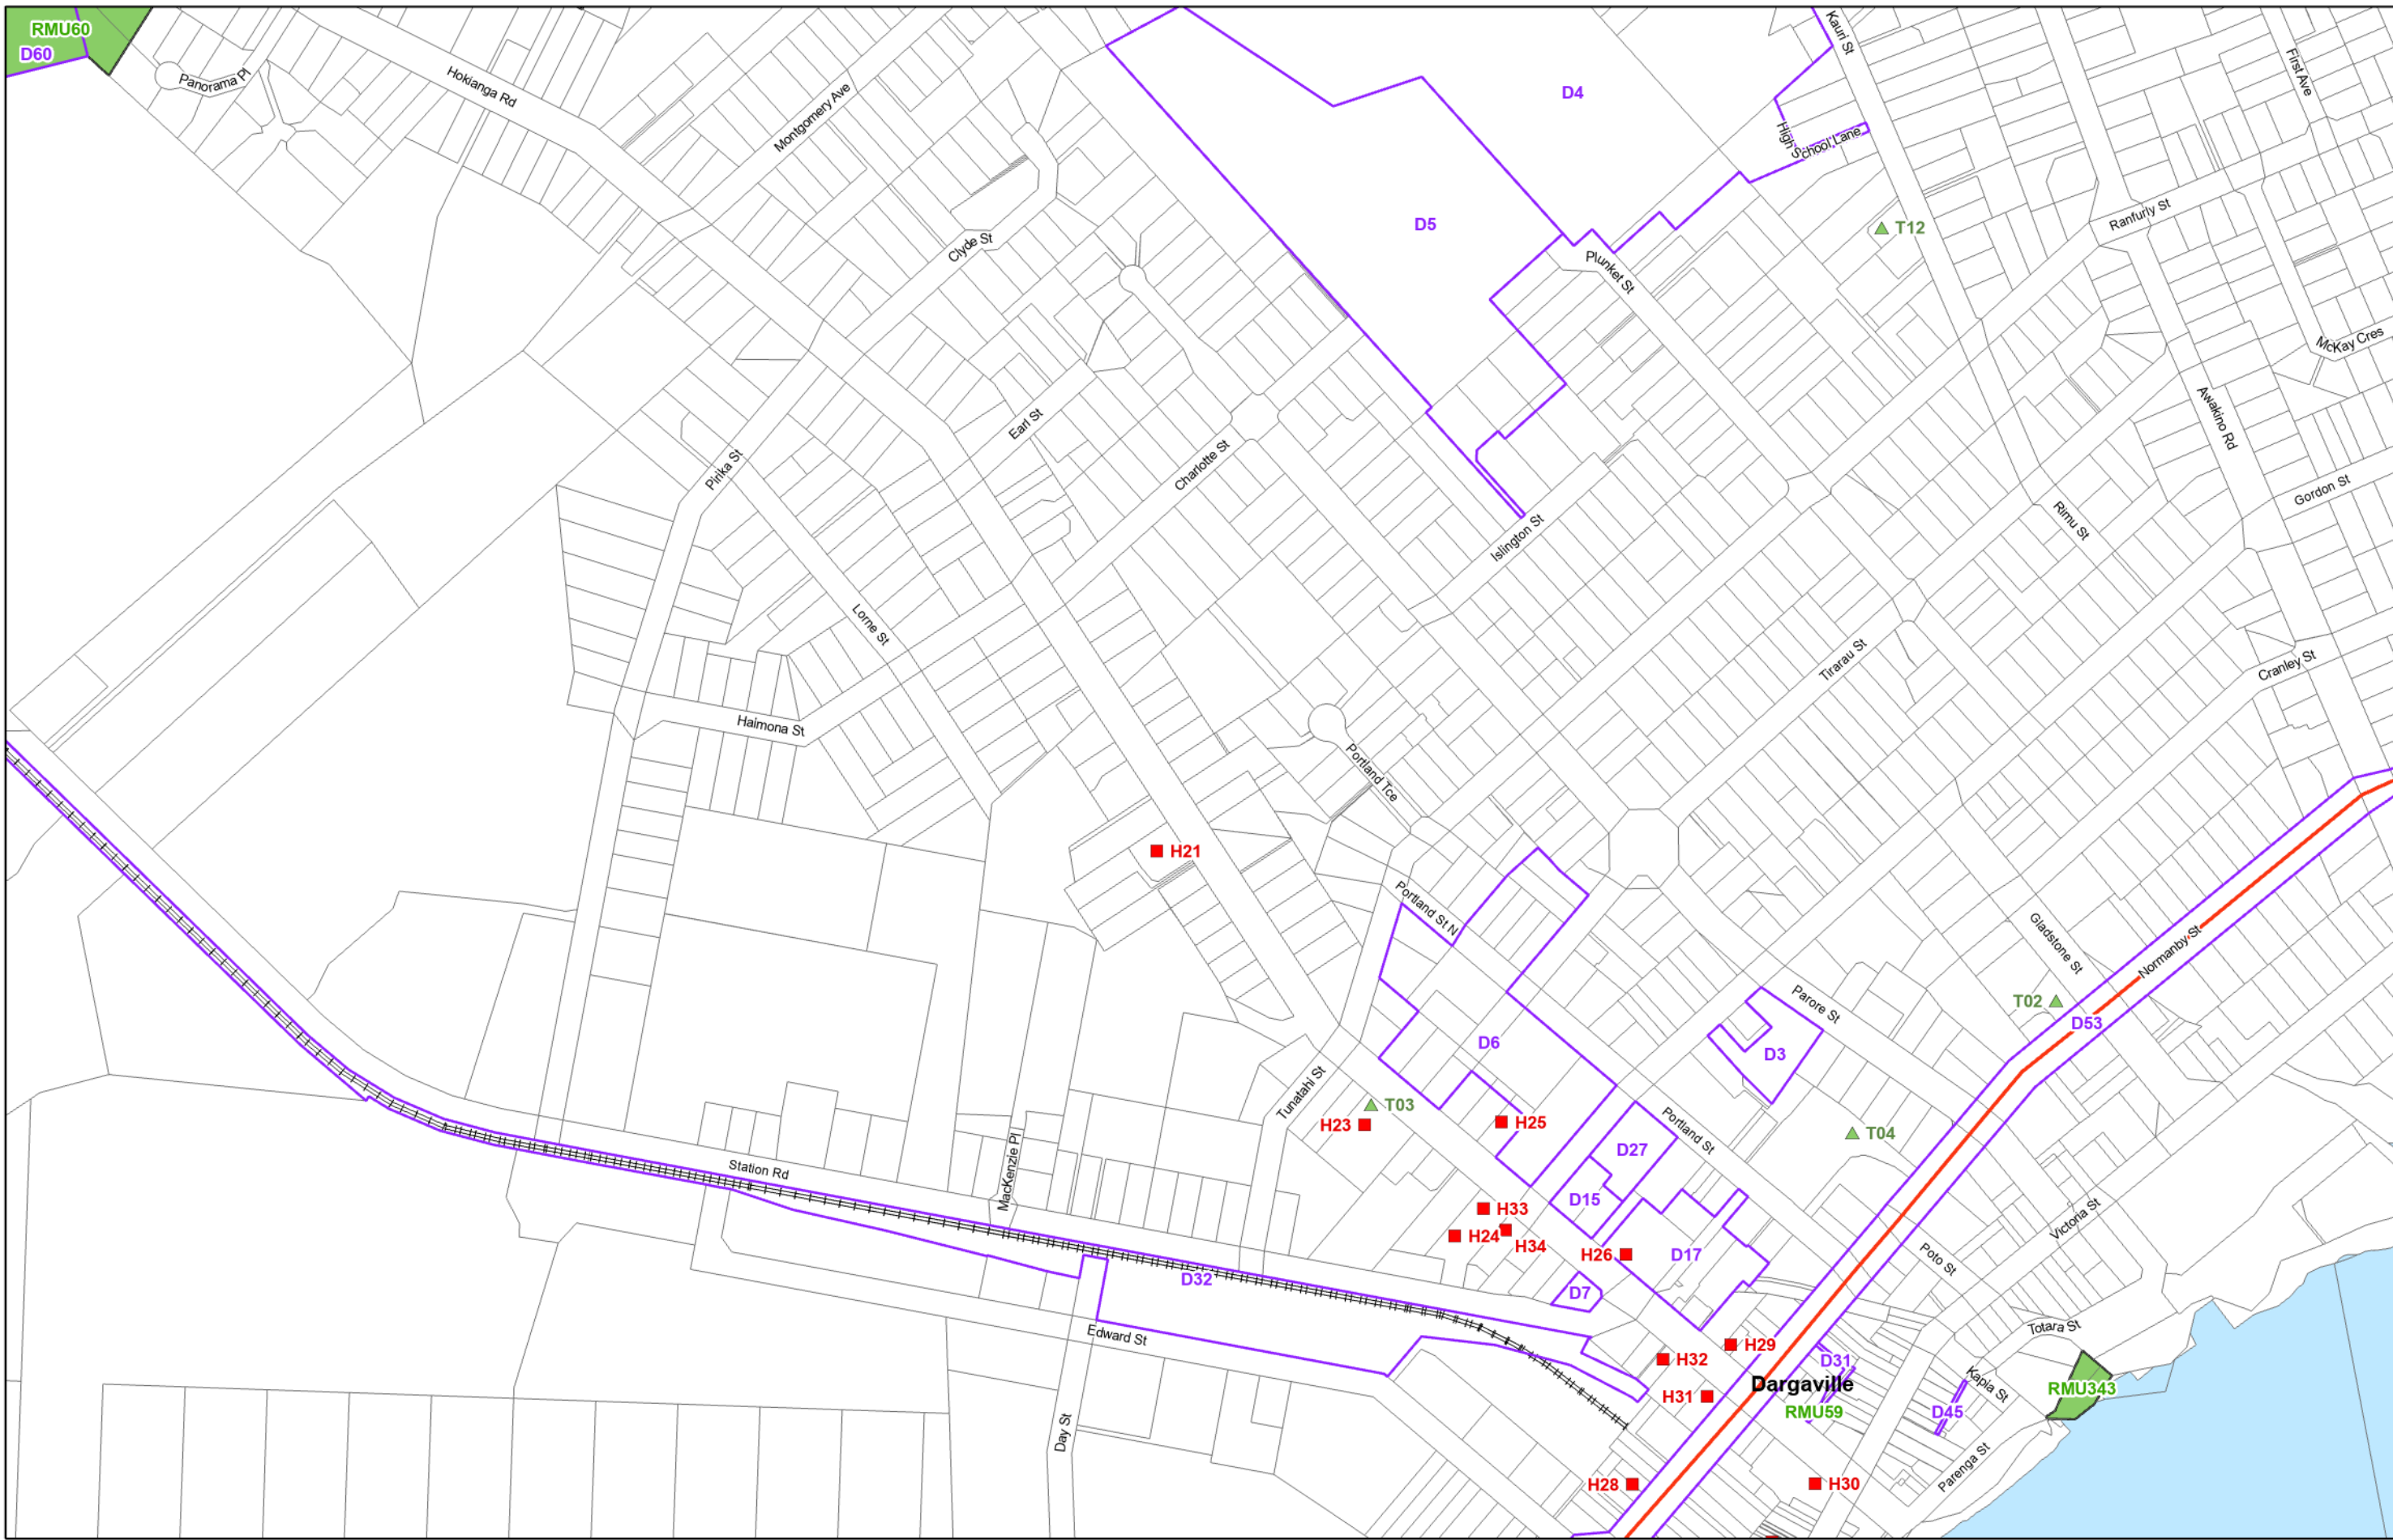 RMU60
D60
Panorama Pl
Hokianga Rd
Montgomery Ave
D4
Kauri St
First Ave
High School Lane
D5
T12
Ranfurly St
Clyde St
Plunket St
McKay Cres
Earl St
Awakino Rd
Pirika St
Charlotte St
Gordon St
Islington St
Rimu St
Lorne St
Tirarau St
Cranley St
Haimona St
Portland Tce
H21
Portland St N
Gladstone St
Normanby St
T02
Parore St
D53
D6
D3
Tunatahi St
T03
H23
H25
Portland St
T04
D27
Station Rd
MacKenzie Pl
D15
H33
H24
H34
Victoria St
H26
D17
Poto St
D32
D7
Edward St
Totara St
H29
H32
D31
Dargaville
Kapia St
RMU343
H31
RMU59
D45
Day St
Parenga St
H28
H30